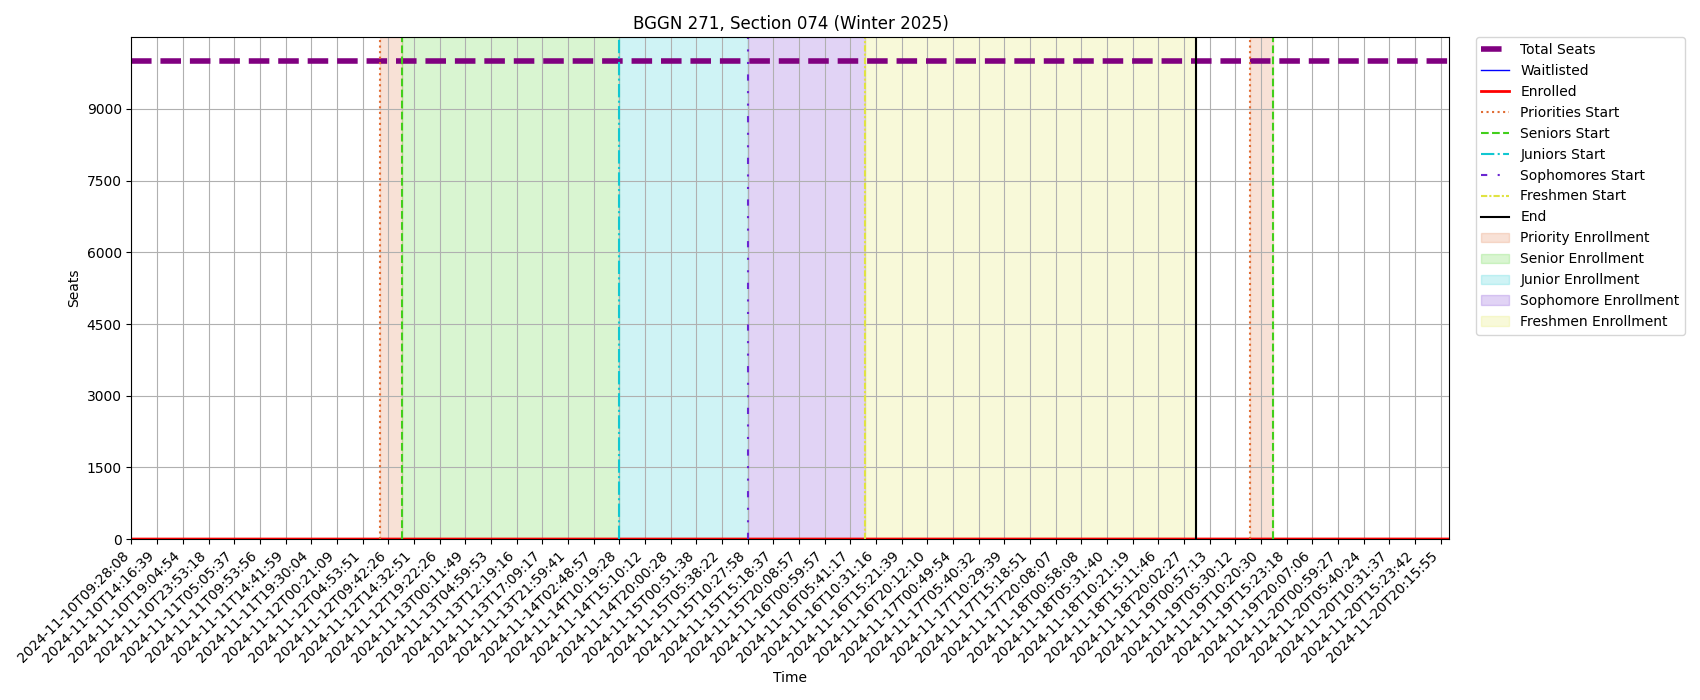 BGGN 271, Section 074 (Winter 2025)
Seats
9000
7500
6000
4500
3000
1500
0
2024-11-10T09:28:08
2024-11-10T14:16:39
2024-11-10T19:04:54
2024-11-10T23:53:18
2024-11-11T05:05:37
2024-11-11T09:53:56
2024-11-11T14:41:59
2024-11-11T19:30:04
2024-11-12T00:21:09
2024-11-12T04:53:51
2024-11-12T09:42:26
2024-11-12T14:32:51
2024-11-12T19:22:26
2024-11-13T00:11:49
2024-11-13T04:59:53
2024-11-13T12:19:16
2024-11-13T17:09:17
2024-11-13T21:59:41
2024-11-14T02:48:57
2024-11-14T10:19:28
2024-11-14T15:10:12
2024-11-14T20:00:28
2024-11-15T00:51:38
2024-11-15T05:38:22
2024-11-15T10:27:58
2024-11-15T15:18:37
2024-11-15T20:08:57
2024-11-16T00:59:57
2024-11-16T05:41:17
2024-11-16T10:31:16
2024-11-16T15:21:39
2024-11-16T20:12:10
2024-11-17T00:49:54
2024-11-17T05:40:32
2024-11-17T10:29:39
2024-11-17T15:18:51
2024-11-17T20:08:07
2024-11-18T00:58:08
2024-11-18T05:31:40
2024-11-18T10:21:19
2024-11-18T15:11:46
2024-11-18T20:02:27
2024-11-19T00:57:13
2024-11-19T05:30:12
2024-11-19T10:20:30
2024-11-19T15:23:18
2024-11-19T20:07:06
2024-11-20T00:59:27
2024-11-20T05:40:24
2024-11-20T10:31:37
2024-11-20T15:23:42
2024-11-20T20:15:55
Time
Total Seats
Waitlisted
Enrolled
Priorities Start
Seniors Start
Juniors Start
Sophomores Start
Freshmen Start
End
Priority Enrollment
Senior Enrollment
Junior Enrollment
Sophomore Enrollment
Freshmen Enrollment